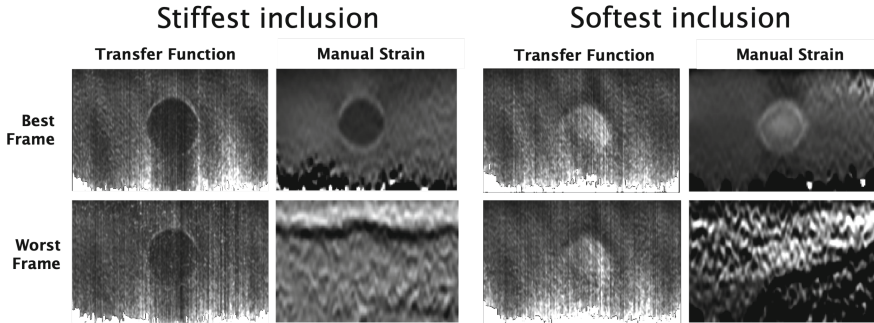 Stiffest inclusion
Softest inclusion
Transfer Function
Manual Strain
Transfer Function
Manual Strain
Best
Frame
Worst
Frame